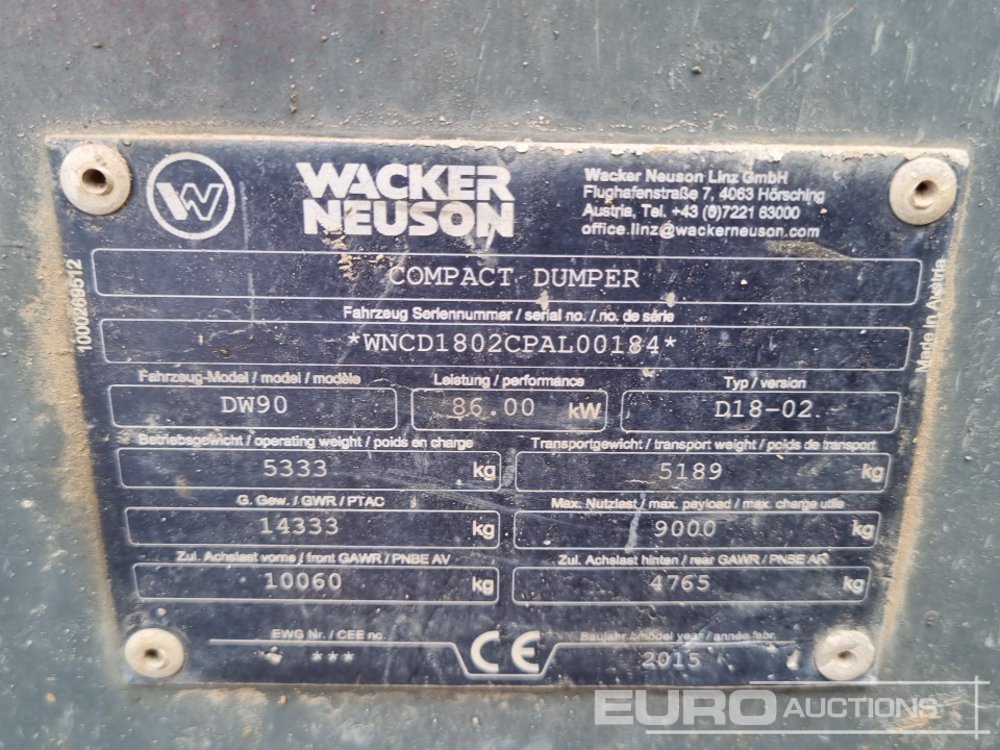 W
WACKER
NEUSON
Wacker Neuson Linz GmbH
Flughafenstraße 7, 4063 Hörsching
Austria, Tel. +43 (0)7221 63000
office.linz@wackerneuson.com
1000268512
COMPACT DUMPER
Made in Austria
Fahrzeug Seriennummer / serial no. / no. de série
*WNCD1802CPAL00184*
Fahrzeug-Model / model / modèle
Leistung / performance
Typ / version
DW90
86.00 kW
D18-02
Betriebsgewicht / operating weight / poids en charge
Transportgewicht / transport weight / poids de transport
5333 kg
5189 kg
G. Gew. / GWR / PTAC
Max. Nutzlast / max. payload / max. charge utile
14333 kg
9000 kg
Zul. Achslast vorne / front GAWR / PNBE AV
Zul. Achslast hinten / rear GAWR / PNBE AR
10060 kg
4765 kg
EWG Nr. / CEE no.
CE
Baujahr / model year / année fabr.
***
2015
EURO AUCTIONS